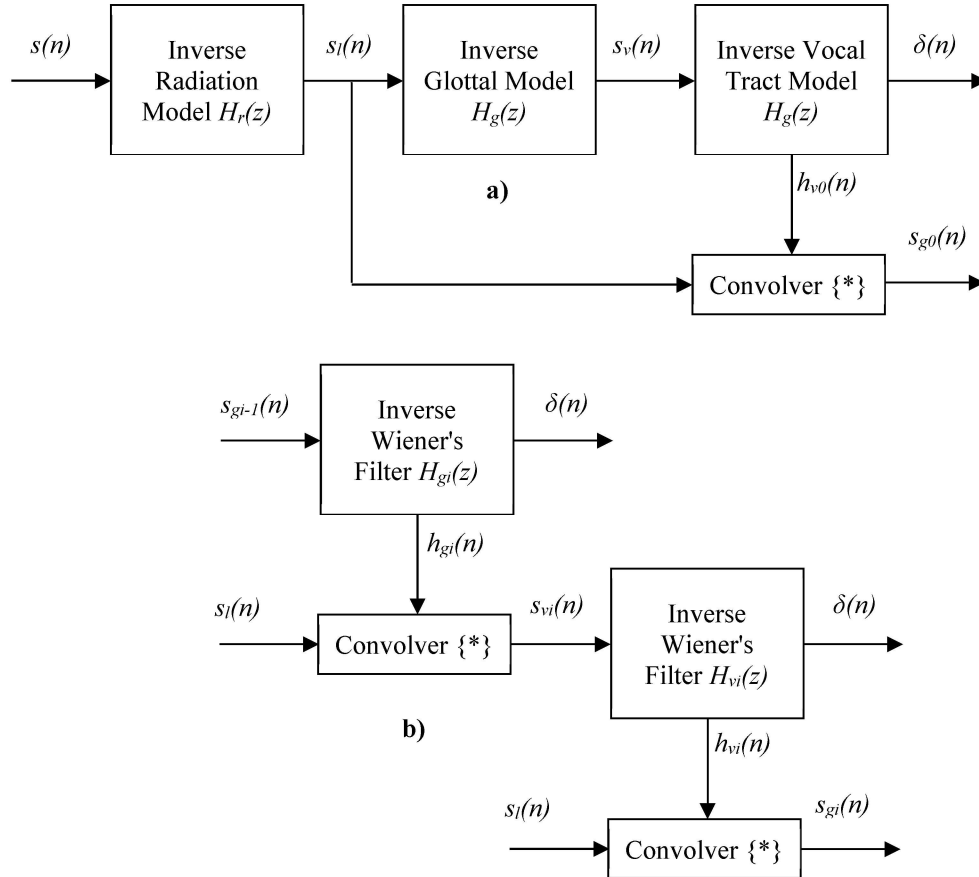 s(n)
Inverse
Radiation
Model Hr(z)
sl(n)
Inverse
Glottal Model
Hg(z)
sv(n)
Inverse Vocal
Tract Model
Hg(z)
δ(n)
a)
hv0(n)
sg0(n)
Convolver {*}
sgi-1(n)
Inverse
Wiener's
Filter Hgi(z)
δ(n)
hgi(n)
sl(n)
Convolver {*}
svi(n)
Inverse
Wiener's
Filter Hvi(z)
δ(n)
b)
hvi(n)
sl(n)
Convolver {*}
sgi(n)